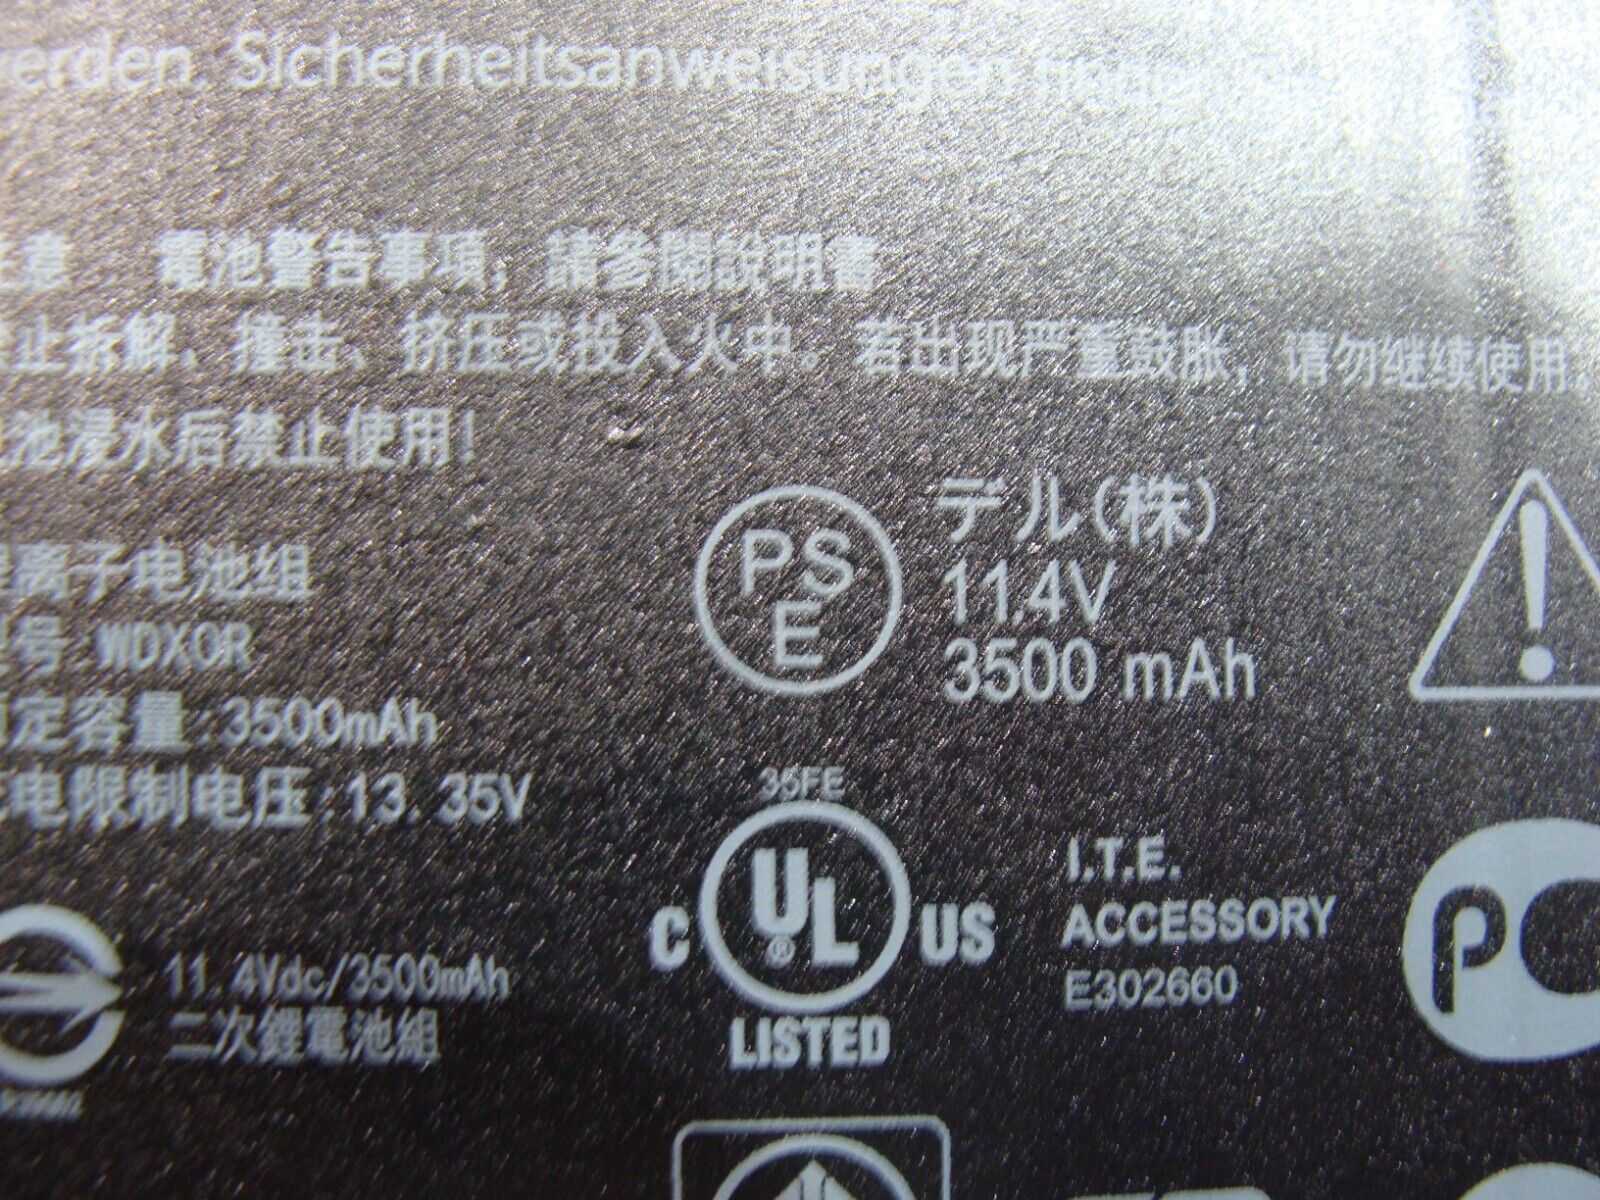 erden. Sicherheitsanweisungen
意 電池警告事項, 請參閱說明書
止拆解、撞击、挤压或投入火中。若出现严重鼓胀, 请勿继续使用.
池浸水后禁止使用!
离子电池组
号 WDX0R
定容量:3500mAh
电限制电压:13.35V
PS
E
デル(株)
11.4V
3500 mAh
35FE
C UL® US
LISTED
I.T.E.
ACCESSORY
E302660
11.4Vdc/3500mAh
二次鋰電池組